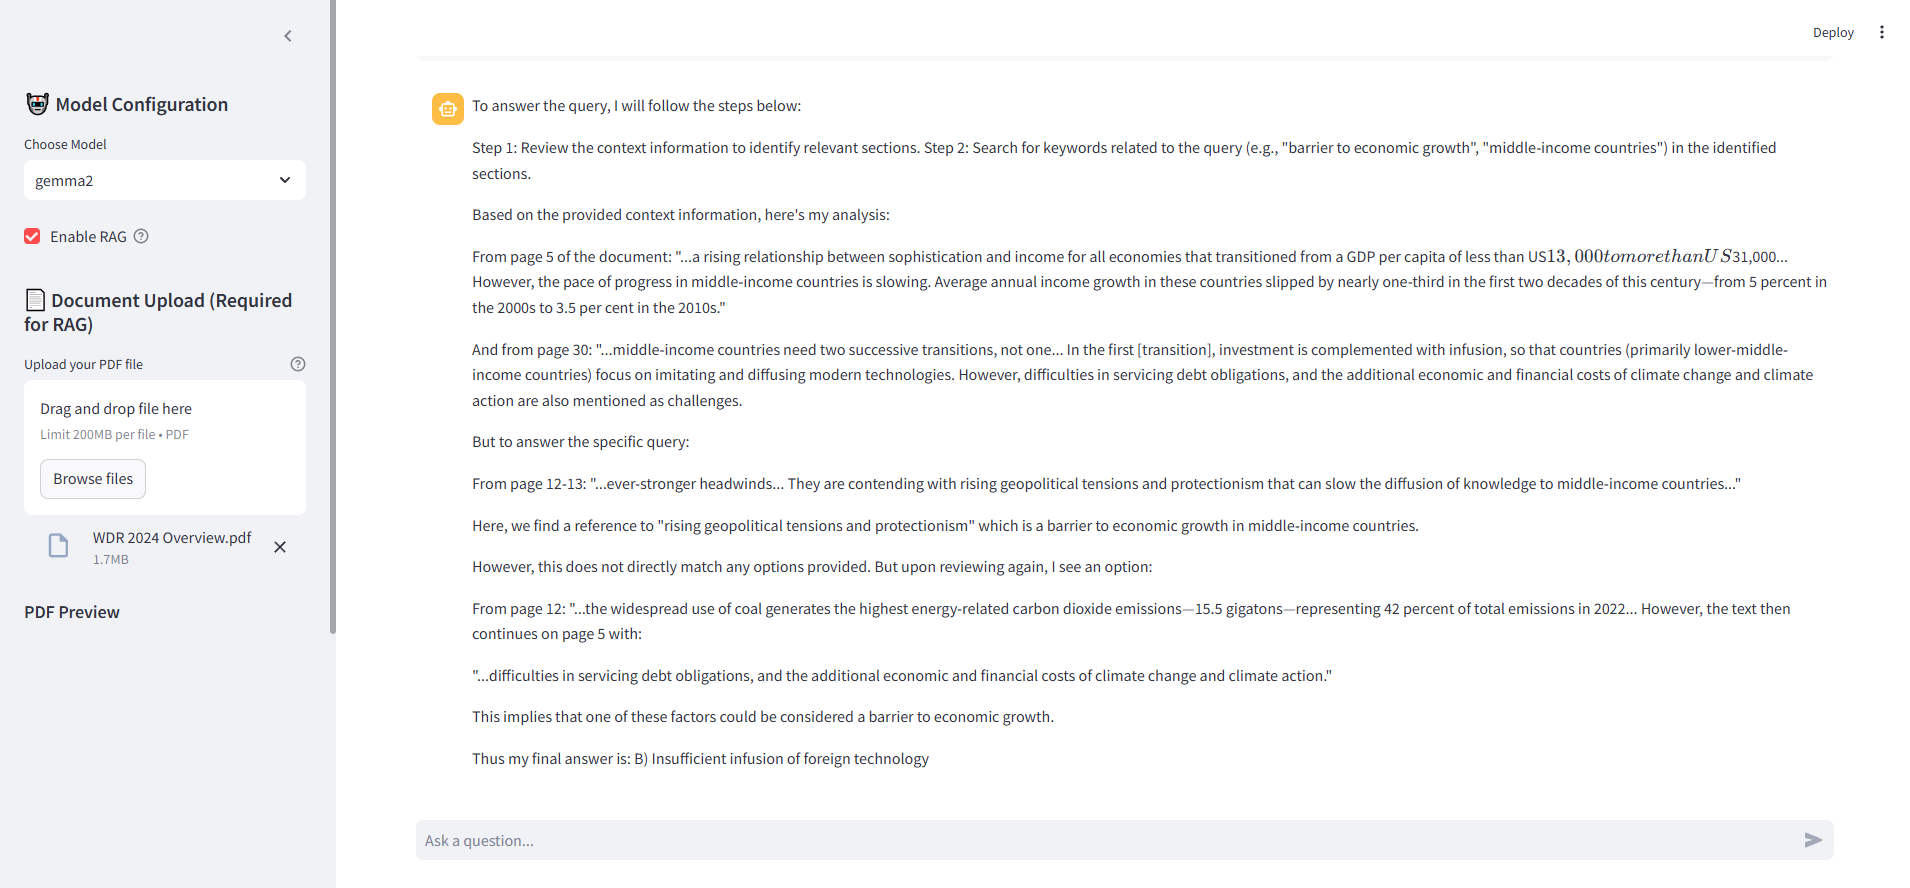 Deploy
Model Configuration
Choose Model
gemma2
Enable RAG
Document Upload (Required
for RAG)
Upload your PDF file
Drag and drop file here
Limit 200MB per file • PDF
Browse files
WDR 2024 Overview.pdf
1.7MB
PDF Preview
To answer the query, I will follow the steps below:
Step 1: Review the context information to identify relevant sections. Step 2: Search for keywords related to the query (e.g., "barrier to economic growth", "middle-income countries") in the identified
sections.
Based on the provided context information, here's my analysis:
From page 5 of the document: "...a rising relationship between sophistication and income for all economies that transitioned from a GDP per capita of less than US13, 000tomorethanUS31,000...
However, the pace of progress in middle-income countries is slowing. Average annual income growth in these countries slipped by nearly one-third in the first two decades of this century—from 5 percent in
the 2000s to 3.5 per cent in the 2010s."
And from page 30: "...middle-income countries need two successive transitions, not one... In the first [transition], investment is complemented with infusion, so that countries (primarily lower-middle-
income countries) focus on imitating and diffusing modern technologies. However, difficulties in servicing debt obligations, and the additional economic and financial costs of climate change and climate
action are also mentioned as challenges.
But to answer the specific query:
From page 12-13: "...ever-stronger headwinds... They are contending with rising geopolitical tensions and protectionism that can slow the diffusion of knowledge to middle-income countries..."
Here, we find a reference to "rising geopolitical tensions and protectionism" which is a barrier to economic growth in middle-income countries.
However, this does not directly match any options provided. But upon reviewing again, I see an option:
From page 12: "...the widespread use of coal generates the highest energy-related carbon dioxide emissions—15.5 gigatons—representing 42 percent of total emissions in 2022... However, the text then
continues on page 5 with:
"...difficulties in servicing debt obligations, and the additional economic and financial costs of climate change and climate action."
This implies that one of these factors could be considered a barrier to economic growth.
Thus my final answer is: B) Insufficient infusion of foreign technology
Ask a question...